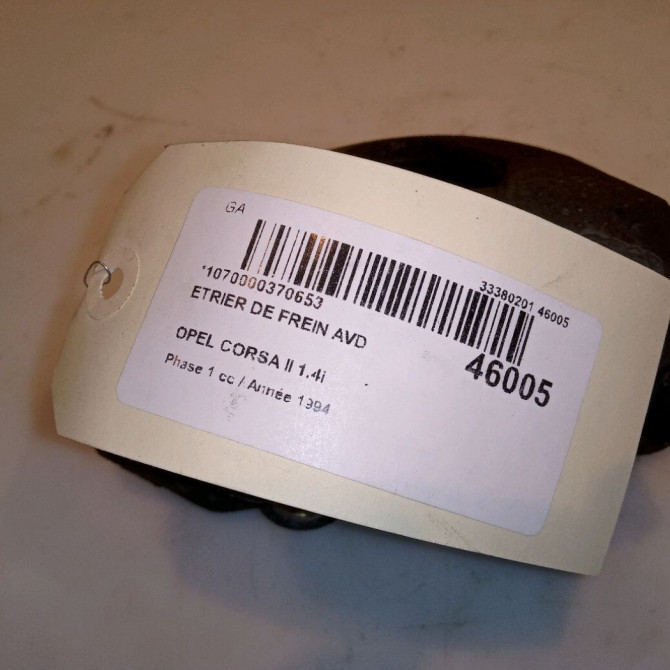 GA
*1070000370653
33380201 46005
ETRIER DE FREIN AVD
46005
OPEL CORSA II 1.4i
Phase 1 cc / Année 1994